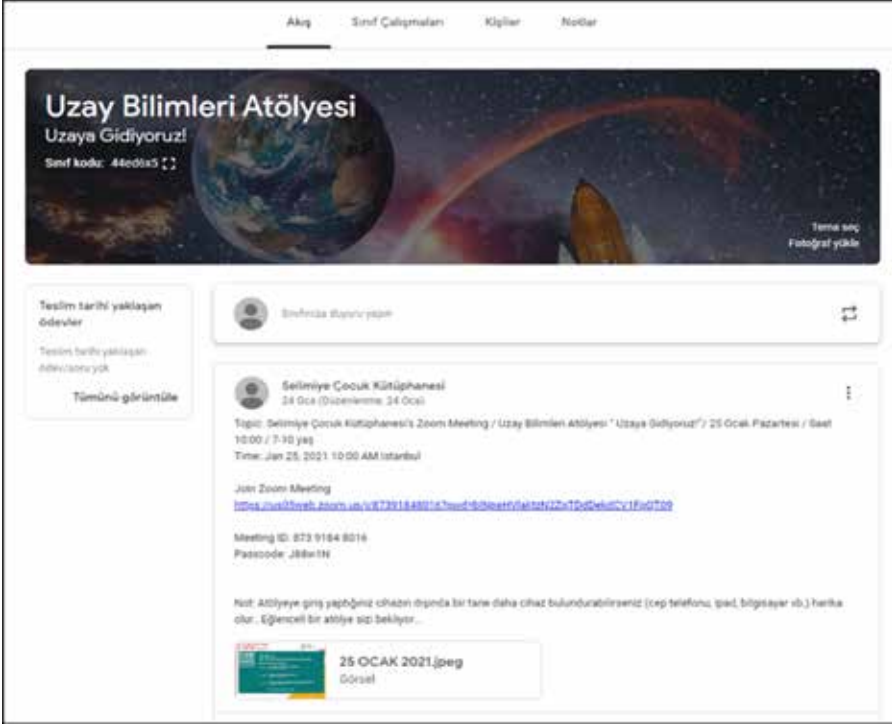 Akış Sınıf Çalışmaları Kişiler Notlar
Uzay Bilimleri Atölyesi
Uzaya Gidiyoruz!
Sınıf kodu: 44ed6x5
Tema seç
Fotoğraf yükle
Teslim tarihi yaklaşan
ödevler
Teslim tarihi yaklaşan
ödev/soru yok
Tümünü görüntüle
Sınıfınıza duyuru yapın
Selimiye Çocuk Kütüphanesi
24 Oca (Düzenlenme: 24 Oca)
Topic: Selimiye Çocuk Kütüphanesi's Zoom Meeting / Uzay Bilimleri Atölyesi " Uzaya Gidiyoruz!"/ 25 Ocak Pazartesi / Saat
10:00 / 7-10 yaş
Time: Jan 25, 2021 10:00 AM Istanbul
Join Zoom Meeting
Meeting ID: 873 9184 8016
Passcode: J88w1N
Not: Atölyeye giriş yaptığınız cihazın dışında bir tane daha cihaz bulundurabilirseniz (cep telefonu, ipad, bilgisayar vb.) harika
olur.. Eğlenceli bir atölye sizi bekliyor...
25 OCAK 2021.jpeg
Görsel